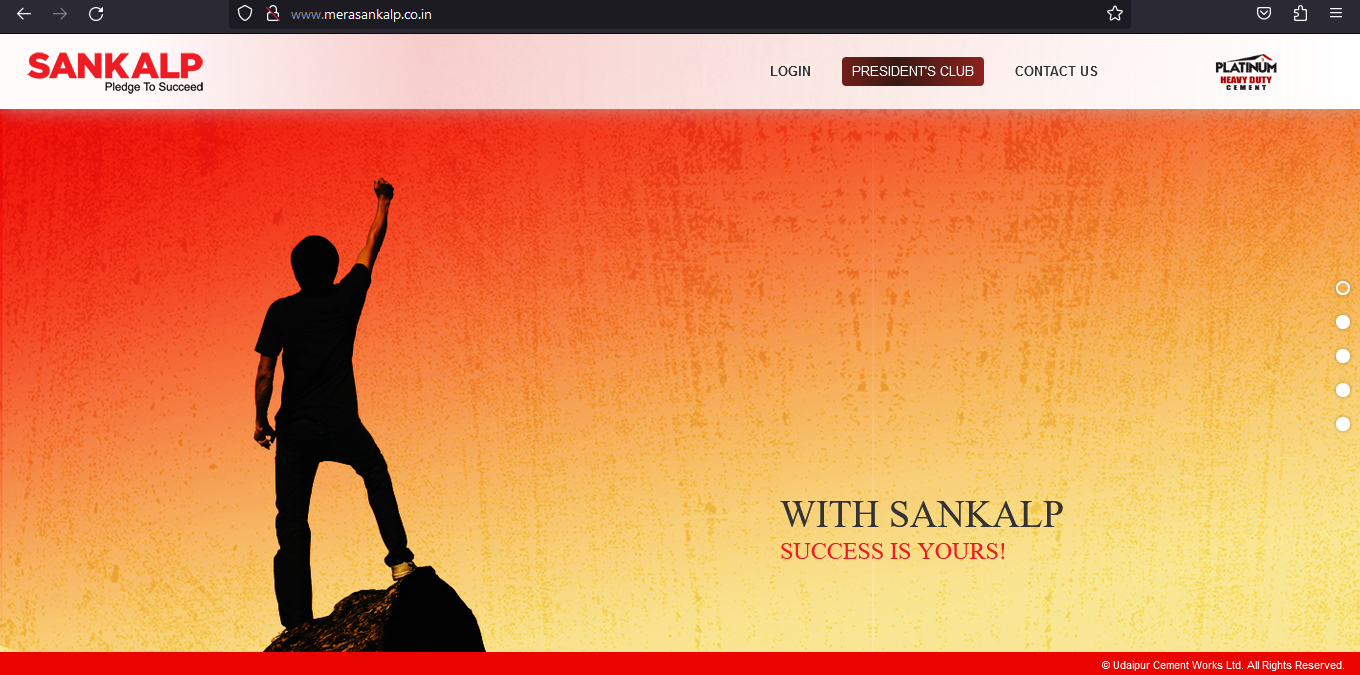 www.merasankalp.co.in
SANKALP
Pledge To Succeed
LOGIN
PRESIDENT'S CLUB
CONTACT US
PLATINUM
HEAVY DUTY
CEMENT
WITH SANKALP
SUCCESS IS YOURS!
© Udaipur Cement Works Ltd. All Rights Reserved.